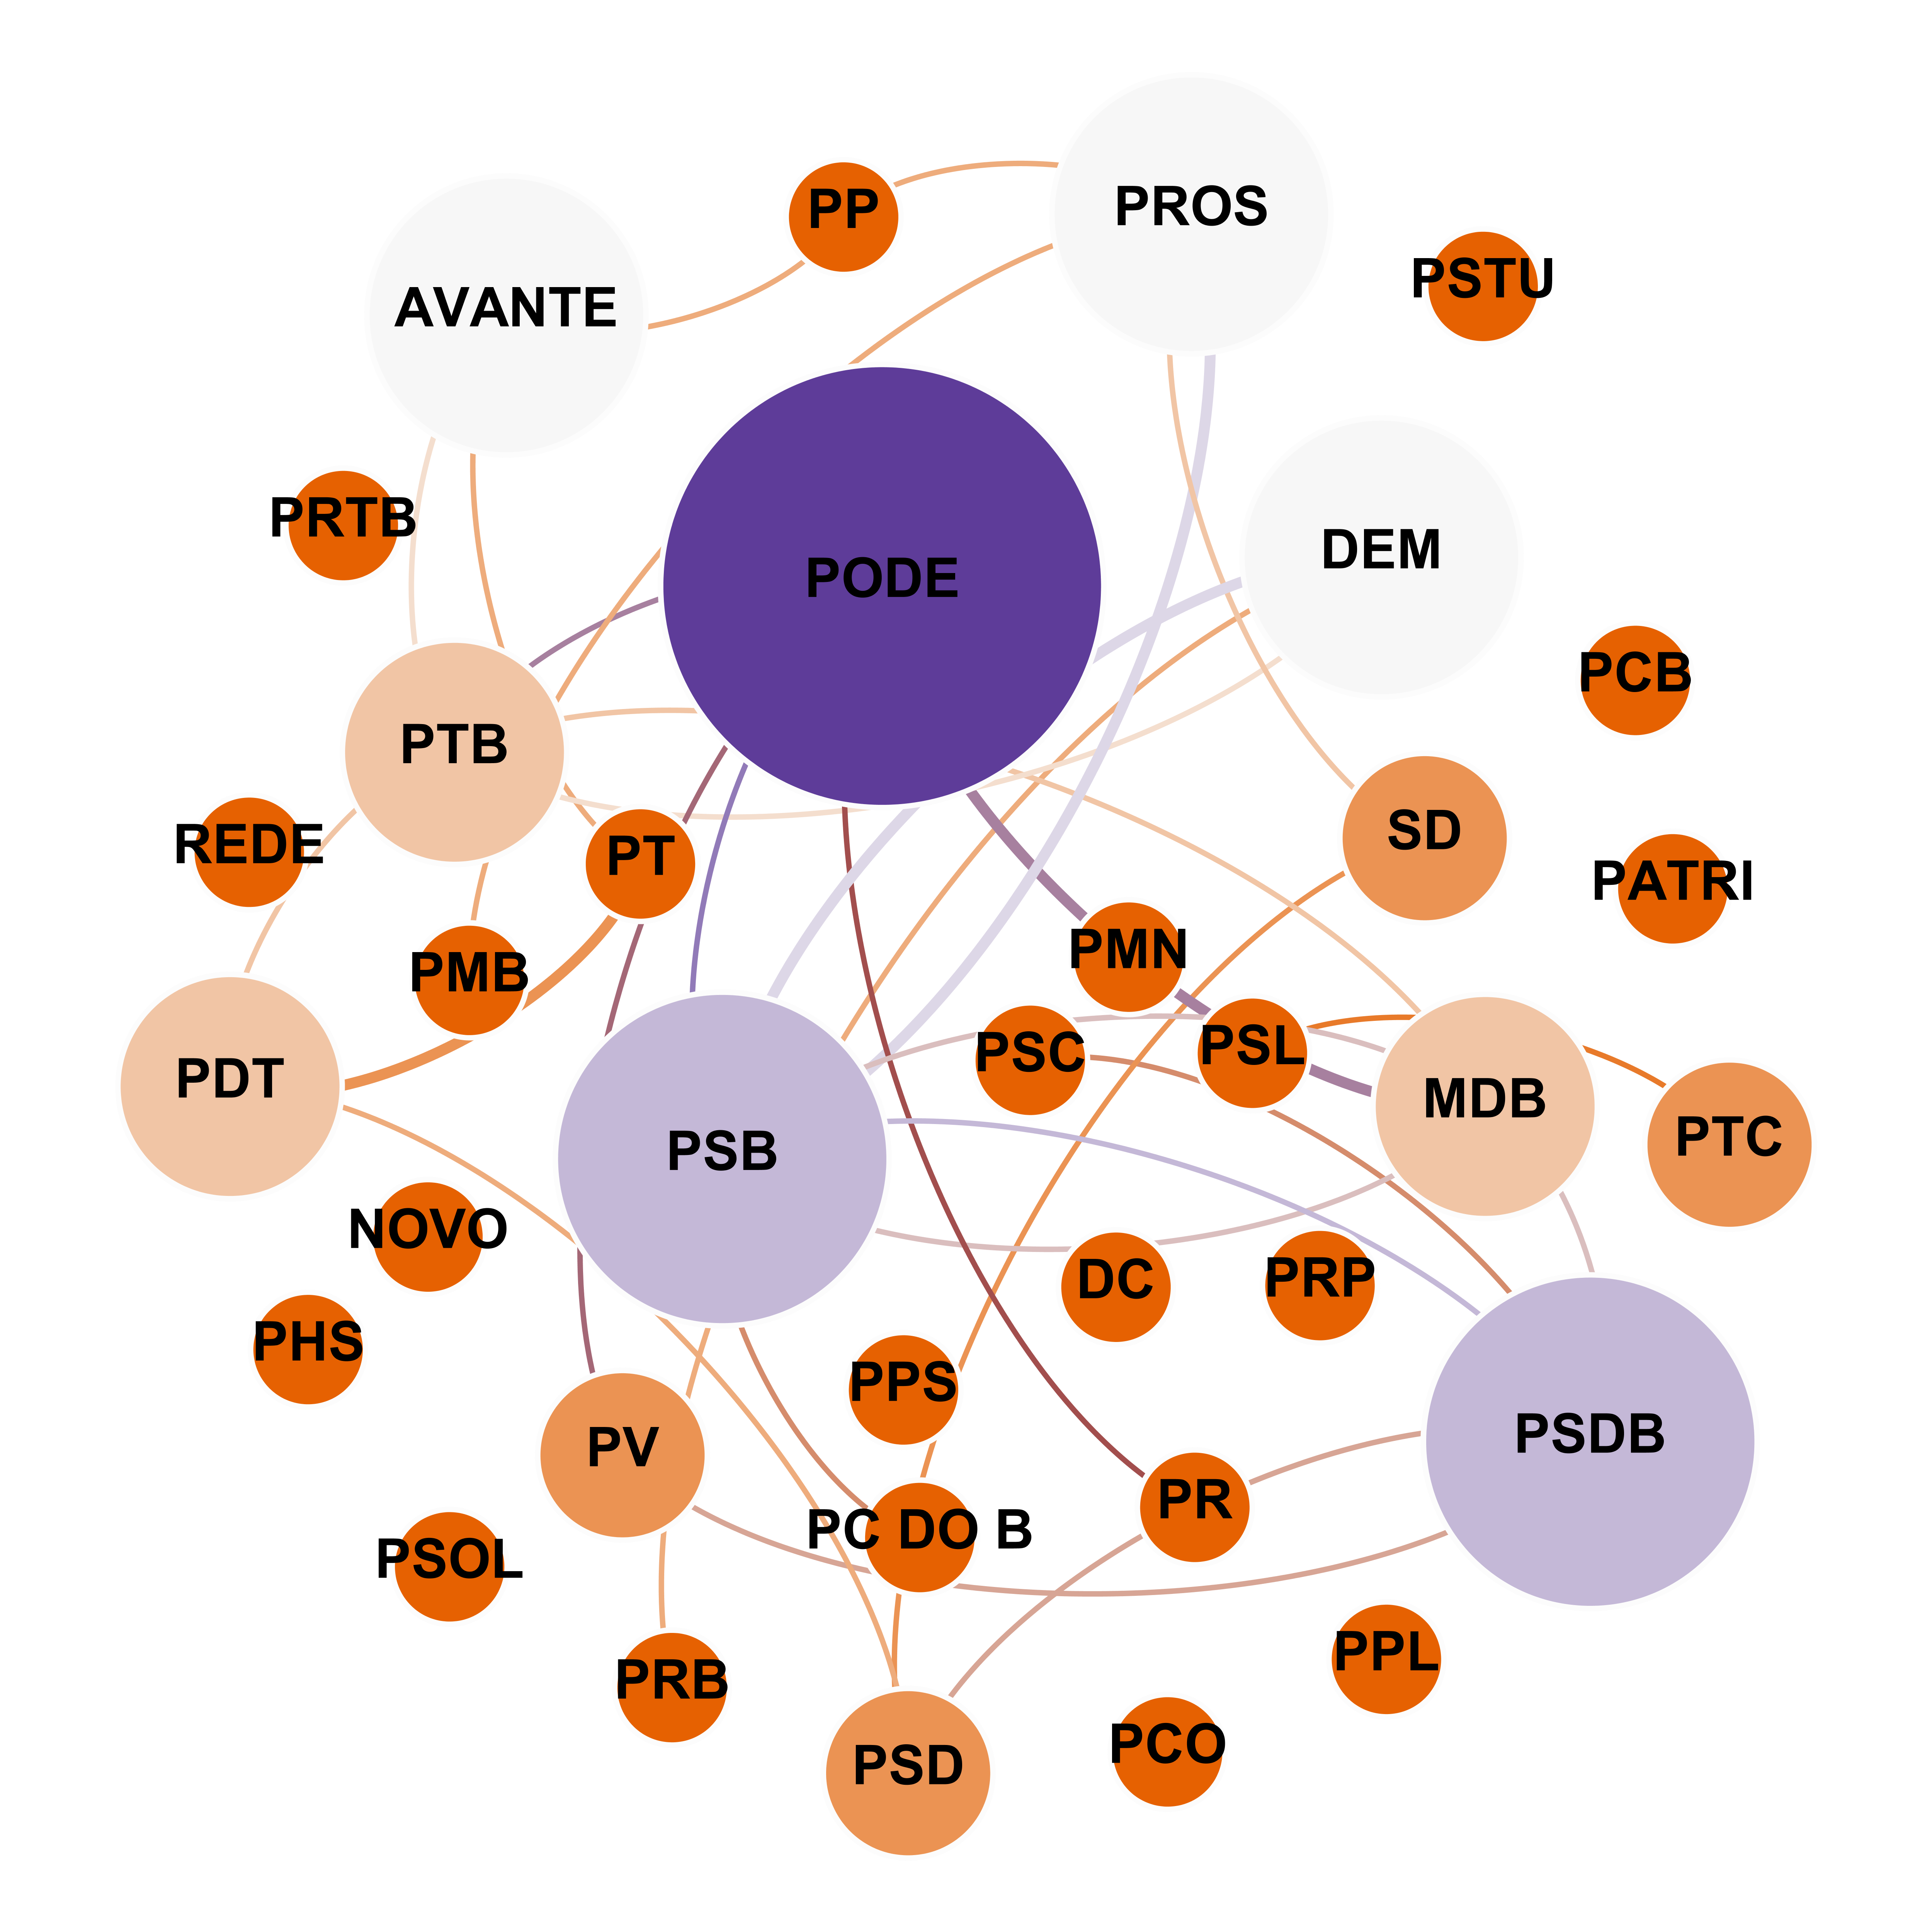 PROS
PP
PSTU
AVANTE
PRTB
DEM
PODE
PCB
PTB
SD
REDE
PT
PATRI
PMN
PMB
PSC
PSL
PDT
MDB
PTC
PSB
NOVO
DC
PRP
PHS
PPS
PSDB
PV
PR
PC DO B
PSOL
PPL
PRB
PCO
PSD